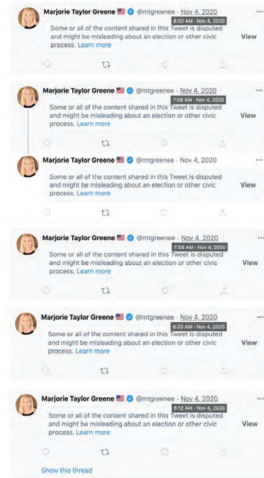 Marjorie Taylor Greene 🇺🇸 @mtgreenee · Nov 4, 2020 ...
8:02 AM · Nov 4, 2020
Some or all of the content shared in this Tweet is disputed
and might be misleading about an election or other civic View
process. Learn more
Marjorie Taylor Greene 🇺🇸 @mtgreenee · Nov 4, 2020 ...
7:08 AM · Nov 4, 2020
Some or all of the content shared in this Tweet is disputed
and might be misleading about an election or other civic View
process. Learn more
Marjorie Taylor Greene 🇺🇸 @mtgreenee · Nov 4, 2020 ...
Some or all of the content shared in this Tweet is disputed
and might be misleading about an election or other civic View
process. Learn more
Marjorie Taylor Greene 🇺🇸 @mtgreenee · Nov 4, 2020 ...
7:58 AM · Nov 4, 2020
Some or all of the content shared in this Tweet is disputed
and might be misleading about an election or other civic View
process. Learn more
Marjorie Taylor Greene 🇺🇸 @mtgreenee · Nov 4, 2020 ...
8:20 AM · Nov 4, 2020
Some or all of the content shared in this Tweet is disputed
and might be misleading about an election or other civic View
process. Learn more
Marjorie Taylor Greene 🇺🇸 @mtgreenee · Nov 4, 2020 ...
8:12 AM · Nov 4, 2020
Some or all of the content shared in this Tweet is disputed
and might be misleading about an election or other civic View
process. Learn more
Show this thread